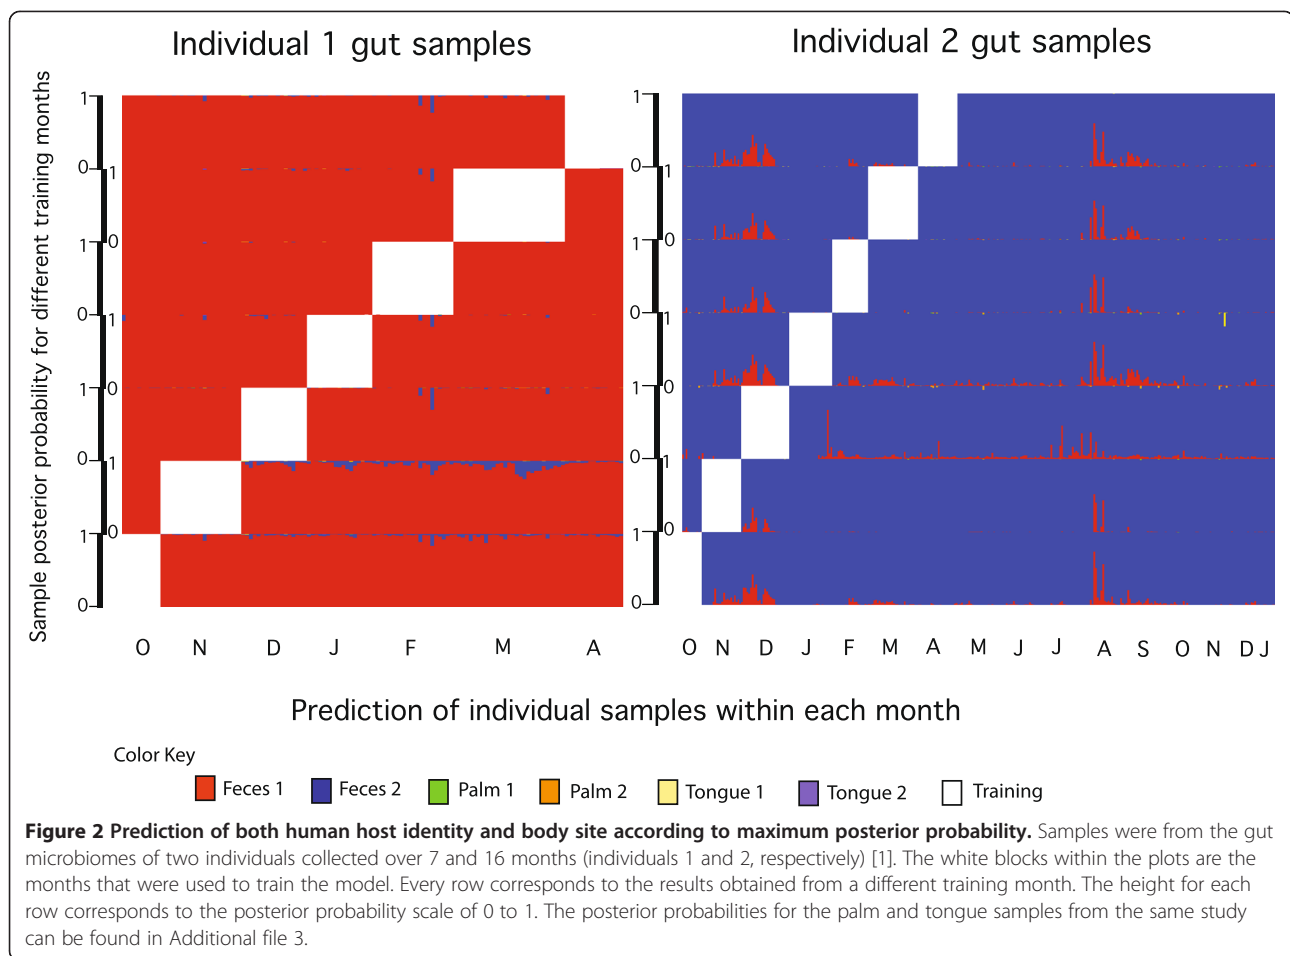 Individual 1 gut samples
Individual 2 gut samples
Sample posterior probability for different training months
1
0
1
0
1
0
1
0
1
0
1
0
1
0
1
0
1
0
1
0
1
0
1
0
1
0
1
0
O N D J F M A
O N D J F M A M J J A S O N D J
Prediction of individual samples within each month
Color Key
Feces 1 Feces 2 Palm 1 Palm 2 Tongue 1 Tongue 2 Training
Figure 2 Prediction of both human host identity and body site according to maximum posterior probability. Samples were from the gut
microbiomes of two individuals collected over 7 and 16 months (individuals 1 and 2, respectively) [1]. The white blocks within the plots are the
months that were used to train the model. Every row corresponds to the results obtained from a different training month. The height for each
row corresponds to the posterior probability scale of 0 to 1. The posterior probabilities for the palm and tongue samples from the same study
can be found in Additional file 3.